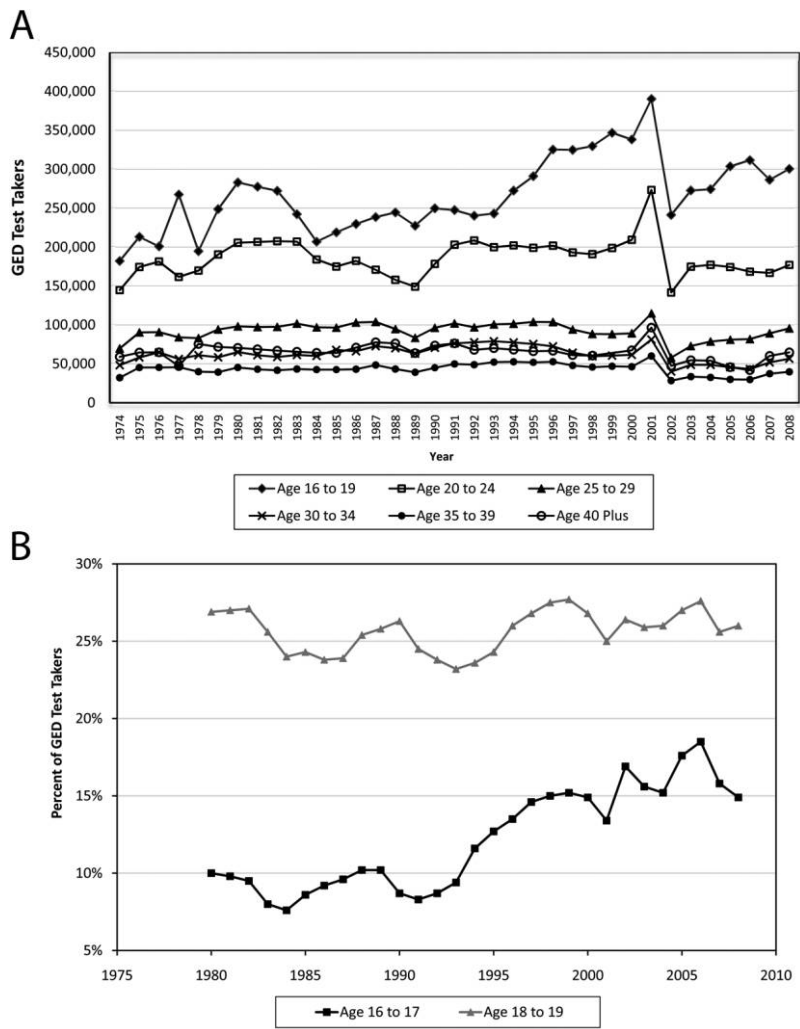 A
450,000
400,000
350,000
300,000
250,000
200,000
150,000
100,000
50,000
0
GED Test Takers
1974 1975 1976 1977 1978 1979 1980 1981 1982 1983 1984 1985 1986 1987 1988 1989 1990 1991 1992 1993 1994 1995 1996 1997 1998 1999 2000 2001 2002 2003 2004 2005 2006 2007 2008
Year
Age 16 to 19 Age 20 to 24 Age 25 to 29
Age 30 to 34 Age 35 to 39 Age 40 Plus
B
30%
25%
20%
15%
10%
5%
Percent of GED Test Takers
1975 1980 1985 1990 1995 2000 2005 2010
Age 16 to 17 Age 18 to 19